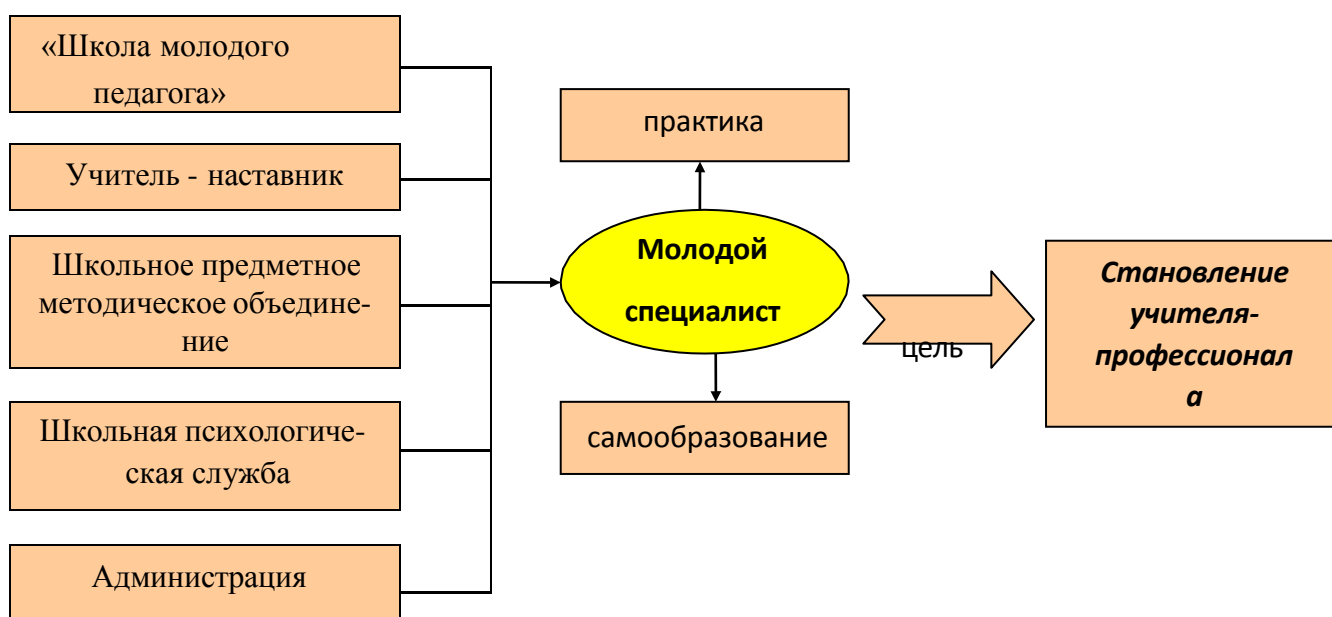 «Школа молодого
педагога»
Учитель - наставник
Школьное предметное
методическое объедине-
ние
Школьная психологиче-
ская служба
Администрация
практика
Молодой
специалист
самообразование
цель
Становление
учителя-
профессионал
а